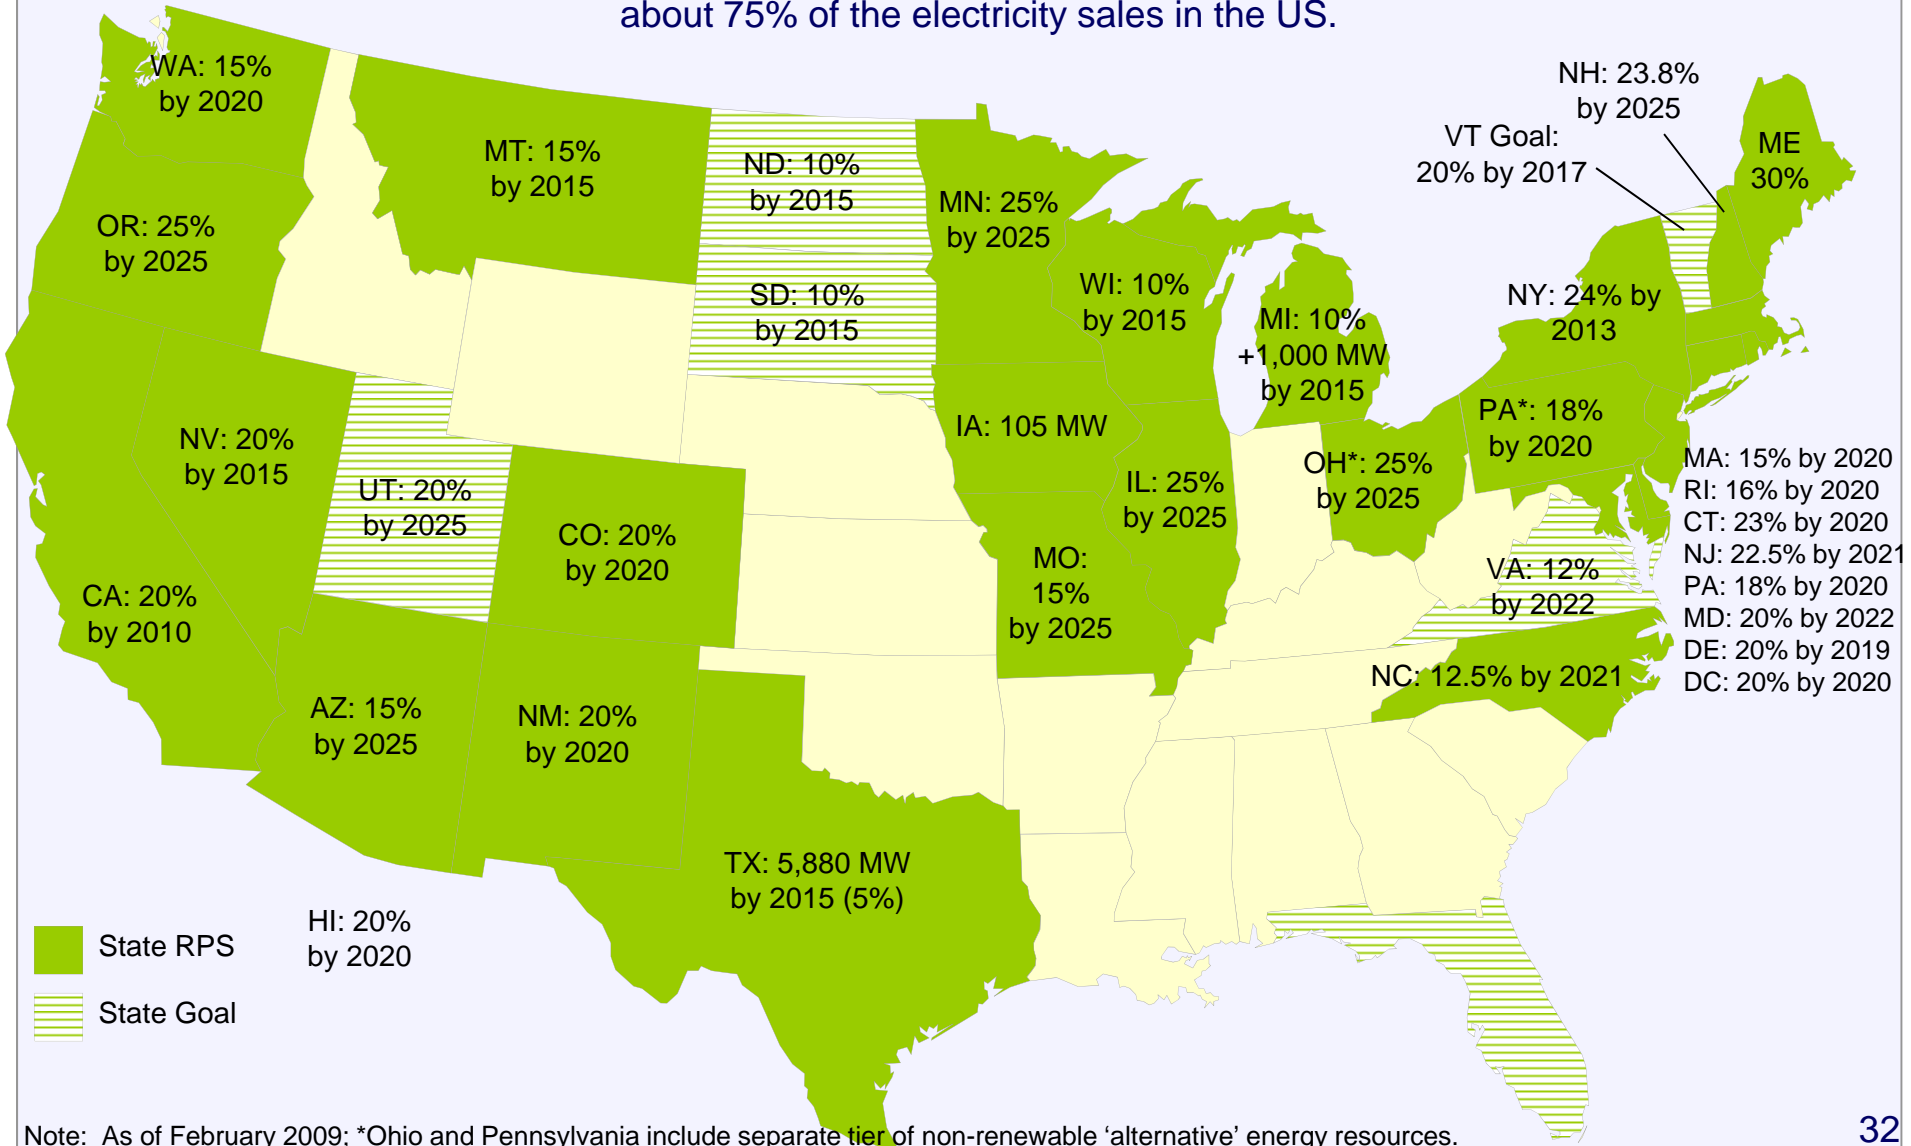 about 75% of the electricity sales in the US.
WA: 15%
by 2020
MT: 15%
by 2015
ND: 10%
by 2015
MN: 25%
by 2025
NH: 23.8%
by 2025
VT Goal:
20% by 2017
ME
30%
OR: 25%
by 2025
SD: 10%
by 2015
WI: 10%
by 2015
MI: 10%
+1,000 MW
by 2015
NY: 24% by
2013
NV: 20%
by 2015
UT: 20%
by 2025
CO: 20%
by 2020
IA: 105 MW
IL: 25%
by 2025
OH*: 25%
by 2025
PA*: 18%
by 2020
MA: 15% by 2020
RI: 16% by 2020
CT: 23% by 2020
NJ: 22.5% by 2021
PA: 18% by 2020
MD: 20% by 2022
DE: 20% by 2019
DC: 20% by 2020
CA: 20%
by 2010
MO:
15%
by 2025
VA: 12%
by 2022
AZ: 15%
by 2025
NM: 20%
by 2020
NC: 12.5% by 2021
TX: 5,880 MW
by 2015 (5%)
HI: 20%
by 2020
State RPS
State Goal
Note: As of February 2009; *Ohio and Pennsylvania include separate tier of non-renewable ‘alternative’ energy resources.
32